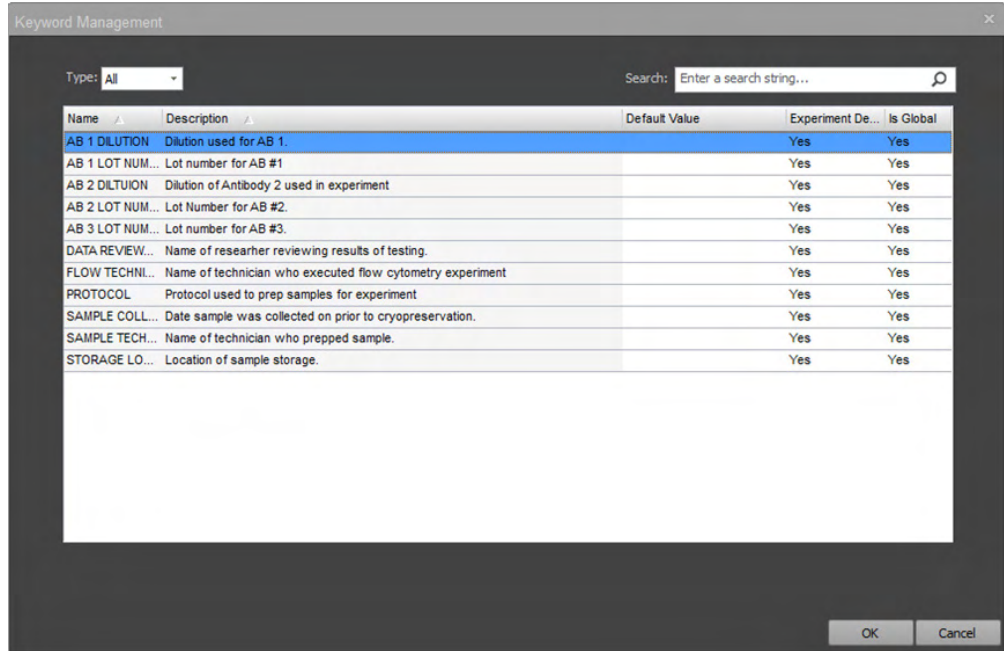 Keyword Management
Type: All Search: Enter a search string...
Name Description Default Value Experiment De... Is Global
AB 1 DILUTION Dilution used for AB 1. Yes Yes
AB 1 LOT NUM... Lot number for AB #1 Yes Yes
AB 2 DILTUION Dilution of Antibody 2 used in experiment Yes Yes
AB 2 LOT NUM... Lot Number for AB #2. Yes Yes
AB 3 LOT NUM... Lot number for AB #3. Yes Yes
DATA REVIEW... Name of researher reviewing results of testing. Yes Yes
FLOW TECHNI... Name of technician who executed flow cytometry experiment Yes Yes
PROTOCOL Protocol used to prep samples for experiment Yes Yes
SAMPLE COLL... Date sample was collected on prior to cryopreservation. Yes Yes
SAMPLE TECH... Name of technician who prepped sample. Yes Yes
STORAGE LO... Location of sample storage. Yes Yes
OK Cancel